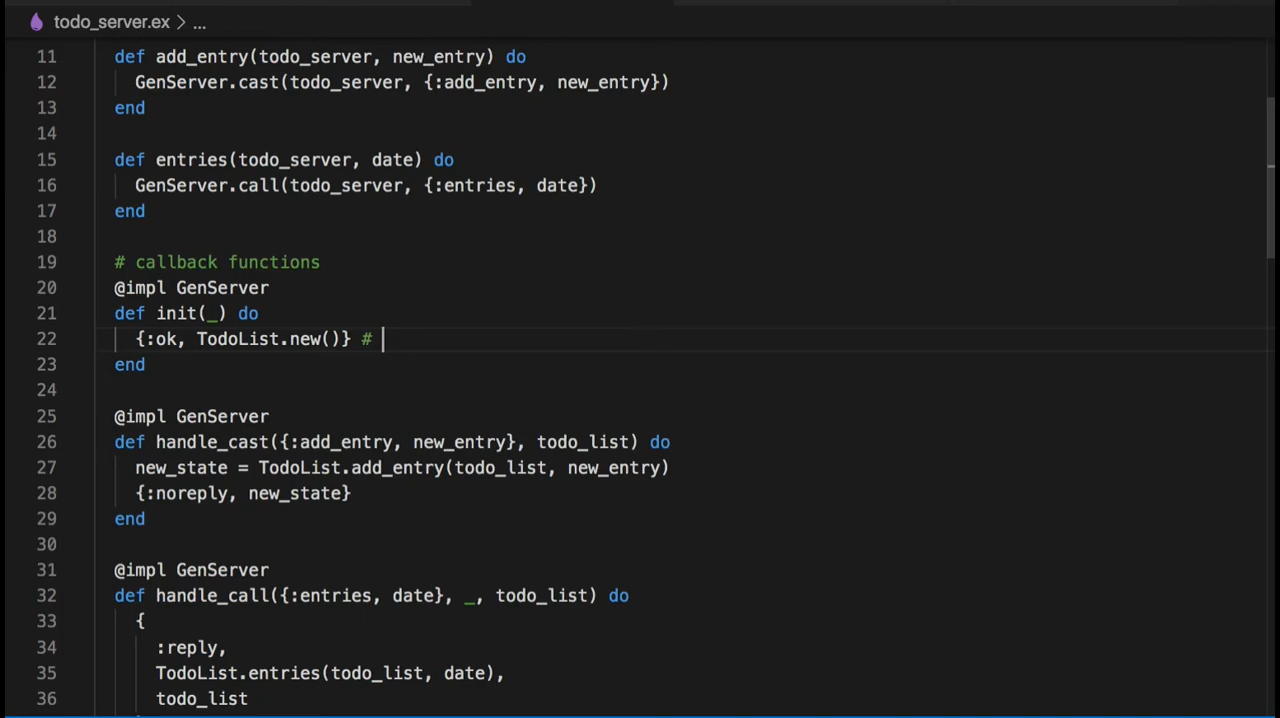 todo_server.ex > ...
11 def add_entry(todo_server, new_entry) do
12 GenServer.cast(todo_server, {:add_entry, new_entry})
13 end
14
15 def entries(todo_server, date) do
16 GenServer.call(todo_server, {:entries, date})
17 end
18
19 # callback functions
20 @impl GenServer
21 def init(_) do
22 {:ok, TodoList.new()} #
23 end
24
25 @impl GenServer
26 def handle_cast({:add_entry, new_entry}, todo_list) do
27 new_state = TodoList.add_entry(todo_list, new_entry)
28 {:noreply, new_state}
29 end
30
31 @impl GenServer
32 def handle_call({:entries, date}, _, todo_list) do
33 {
34 :reply,
35 TodoList.entries(todo_list, date),
36 todo_list